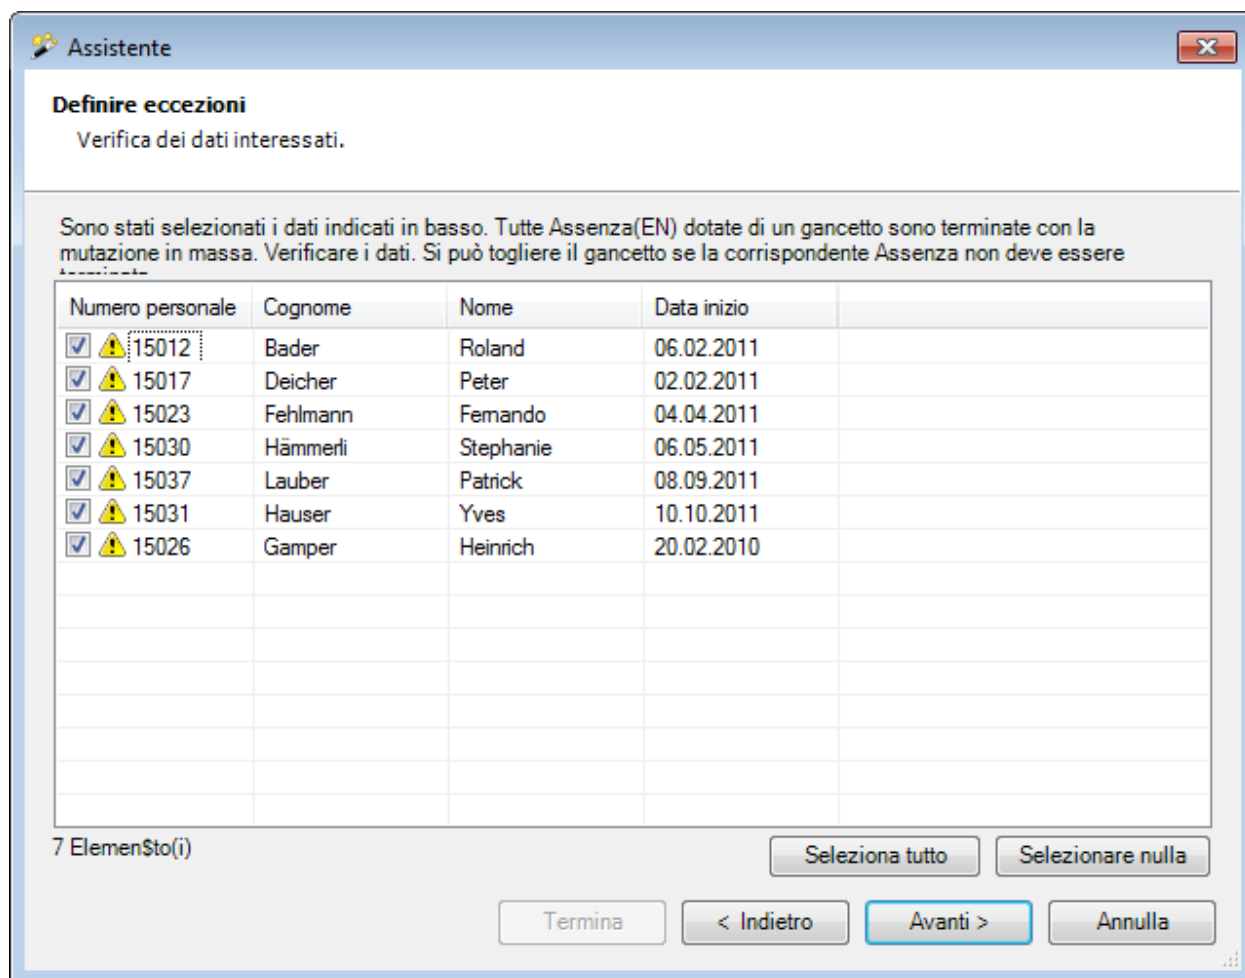 Assistente
Definire eccezioni
Verifica dei dati interessati.
Sono stati selezionati i dati indicati in basso. Tutte Assenza(EN) dotate di un gancetto sono terminate con la
mutazione in massa. Verificare i dati. Si può togliere il gancetto se la corrispondente Assenza non deve essere
Numero personale Cognome Nome Data inizio
15012 Bader Roland 06.02.2011
15017 Deicher Peter 02.02.2011
15023 Fehlmann Fernando 04.04.2011
15030 Hämmerli Stephanie 06.05.2011
15037 Lauber Patrick 08.09.2011
15031 Hauser Yves 10.10.2011
15026 Gamper Heinrich 20.02.2010
7 Elemen$to(i)
Seleziona tutto Selezionare nulla
Termina < Indietro Avanti > Annulla